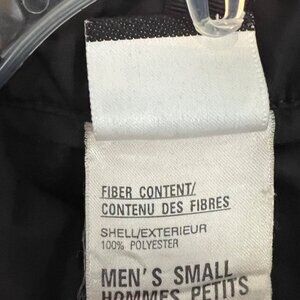 FIBER CONTENT/
CONTENU DES FIBRES
SHELL/EXTERIEUR
100% POLYESTER
MEN'S SMALL
HOMMES PETITS